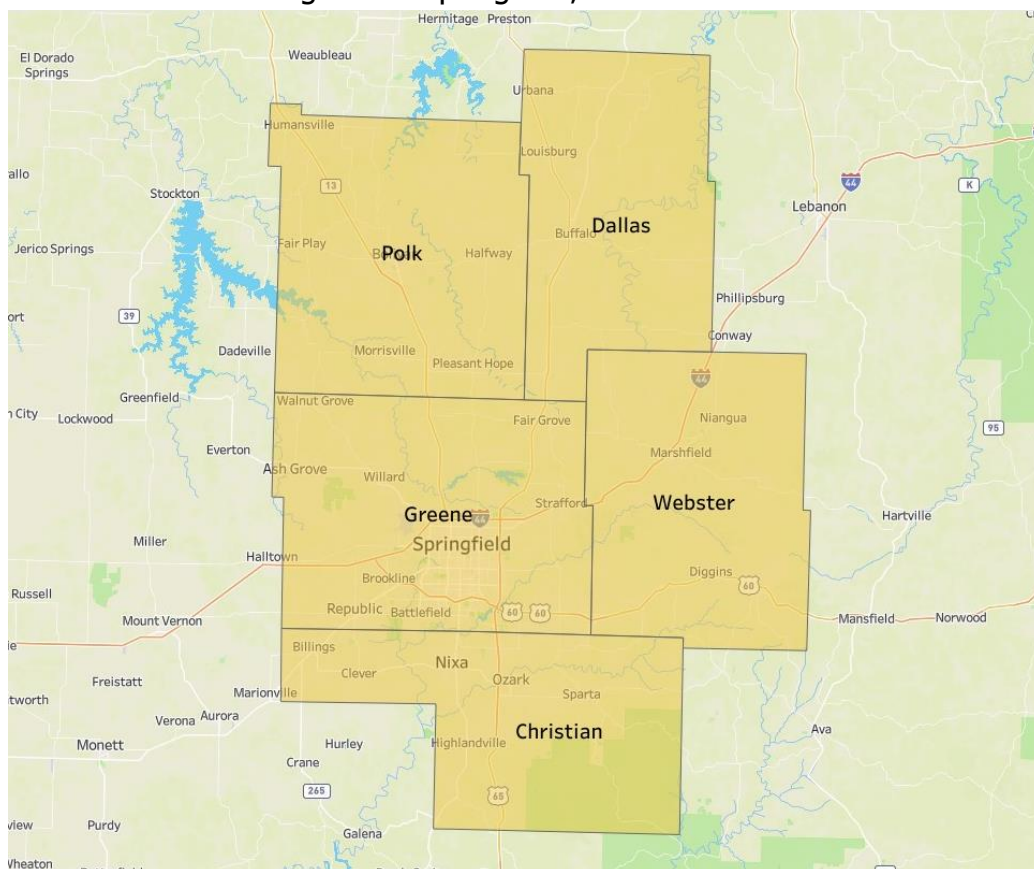 Hermitage Preston
El Dorado
Springs
Weaubleau
Urbana
Humansville
Louisburg
13
44
K
Stockton
Lebanon
Dallas
Buffalo
Jerico Springs
Fair Play
Polk
Halfway
Phillipsburg
39
Conway
Dadeville
Morrisville
Pleasant Hope
44
Greenfield
Walnut Grove
Lockwood
Fair Grove
Niangua
95
Everton
Ash Grove
Willard
Marshfield
Strafford
Webster
Greene
44
Hartville
Springfield
Miller
Halltown
Brookline
Diggins
60
Russell
Republic
Battlefield
60
60
Mount Vernon
Mansfield
Norwood
Billings
Nixa
Clever
Ozark
Freistatt
Marionville
Sparta
Verona
Aurora
Christian
Ava
Monett
Hurley
Highlandville
Crane
265
65
Purdy
Galena
Wheaton